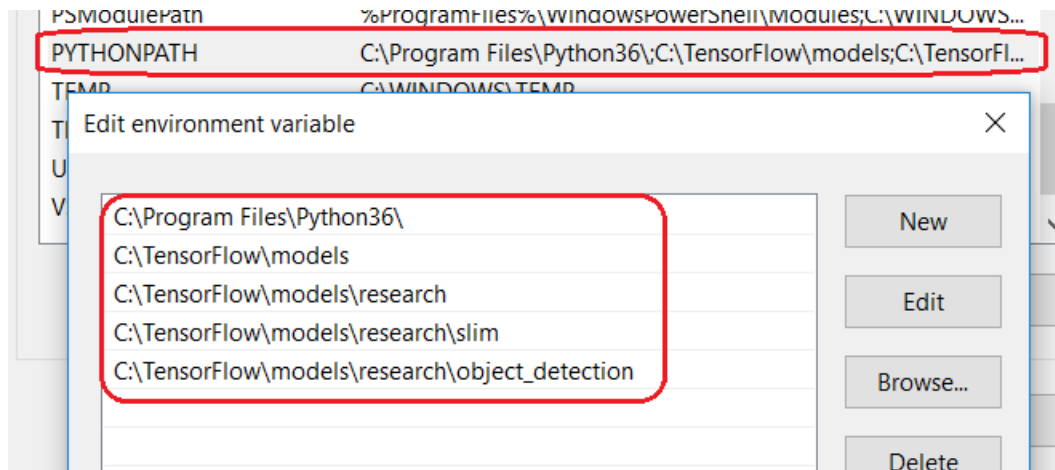 PSModulePath %ProgramFiles%\WindowsPowerShell\Modules;C:\WINDOWS...
PYTHONPATH C:\Program Files\Python36\;C:\TensorFlow\models;C:\TensorFl...
TEMP C:\WINDOWS\TEMP
Edit environment variable
C:\Program Files\Python36\
C:\TensorFlow\models
C:\TensorFlow\models\research
C:\TensorFlow\models\research\slim
C:\TensorFlow\models\research\object_detection
New
Edit
Browse...
Delete